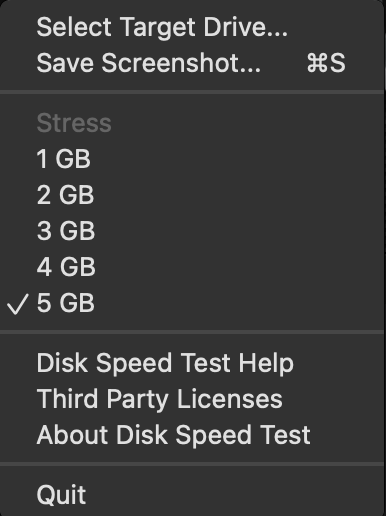 Select Target Drive...
Save Screenshot... ⌘S
Stress
1 GB
2 GB
3 GB
4 GB
✓ 5 GB
Disk Speed Test Help
Third Party Licenses
About Disk Speed Test
Quit